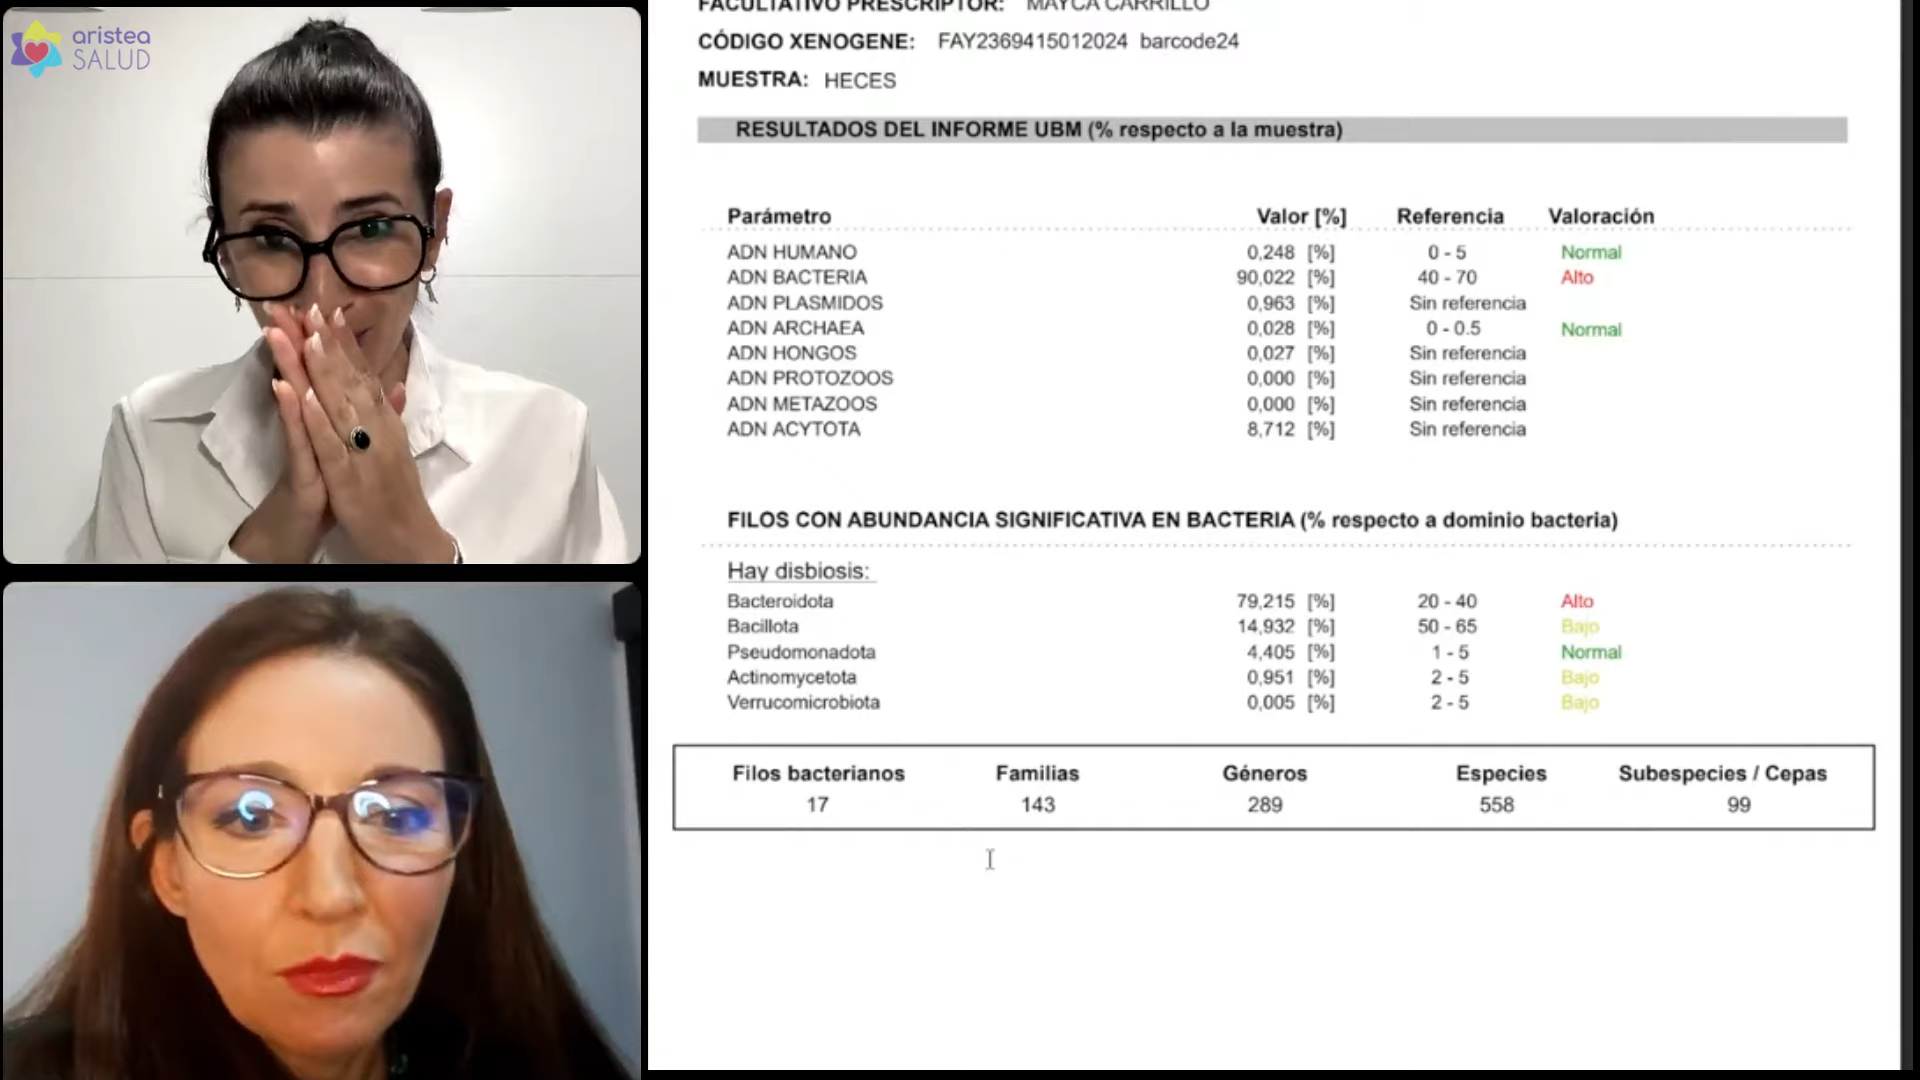 aristea
SALUD
FACULTATIVO PRESCRIPTOR: MAYCA CARRILLO
CÓDIGO XENOGENE: FAY2369415012024 barcode24
MUESTRA: HECES
RESULTADOS DEL INFORME UBM (% respecto a la muestra)
Parámetro Valor [%] Referencia Valoración
ADN HUMANO 0,248 [%] 0 - 5 Normal
ADN BACTERIA 90,022 [%] 40 - 70 Alto
ADN PLASMIDOS 0,963 [%] Sin referencia
ADN ARCHAEA 0,028 [%] 0 - 0.5 Normal
ADN HONGOS 0,027 [%] Sin referencia
ADN PROTOZOOS 0,000 [%] Sin referencia
ADN METAZOOS 0,000 [%] Sin referencia
ADN ACYTOTA 8,712 [%] Sin referencia
FILOS CON ABUNDANCIA SIGNIFICATIVA EN BACTERIA (% respecto a dominio bacteria)
Hay disbiosis:
Bacteroidota 79,215 [%] 20 - 40 Alto
Bacillota 14,932 [%] 50 - 65 Bajo
Pseudomonadota 4,405 [%] 1 - 5 Normal
Actinomycetota 0,951 [%] 2 - 5 Bajo
Verrucomicrobiota 0,005 [%] 2 - 5 Bajo
Filos bacterianos Familias Géneros Especies Subespecies / Cepas
17 143 289 558 99